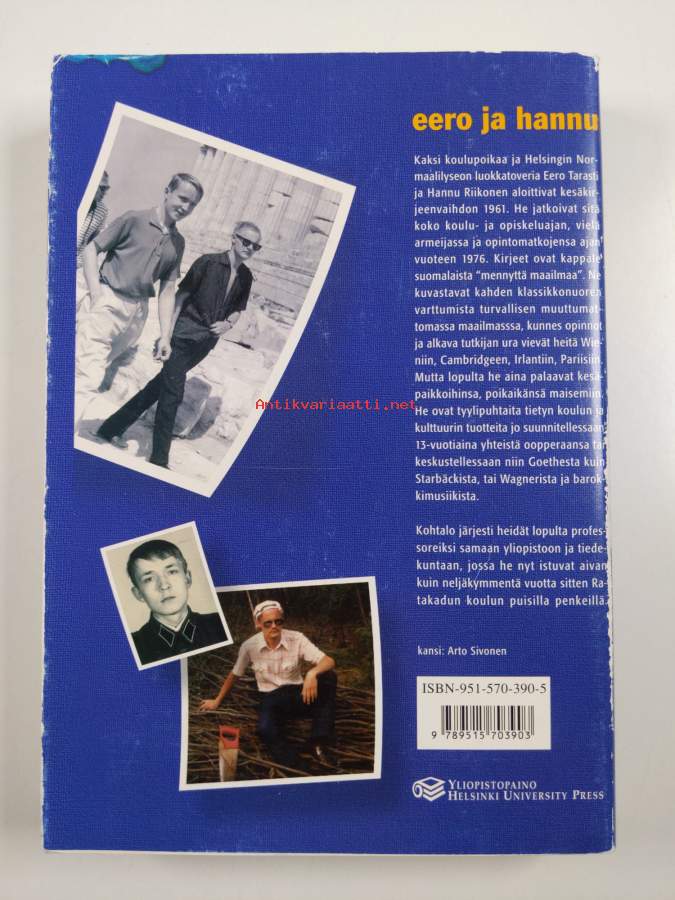 eero ja hannu
Kaksi koulupoikaa ja Helsingin Nor-
maalilyseon luokkatoveria Eero Tarasti
ja Hannu Riikonen aloittivat kesäkir-
jeenvaihdon 1961. He jatkoivat sitä
koko koulu- ja opiskeluajan, vielä
armeijassa ja opintomatkojensa ajan
vuoteen 1976. Kirjeet ovat kappale
suomalaista "mennyttä maailmaa". Ne
kuvastavat kahden klassikkonuoren
varttumista turvallisen muuttumat-
tomassa maailmasssa, kunnes opinnot
ja alkava tutkijan ura vievät heitä Wie-
niin, Cambridgeen, Irlantiin, Pariisiin.
Mutta lopulta he aina palaavat kesä-
paikkoihinsa, poikaikänsä maisemiin.
He ovat tyylipuhtaita tietyn koulun ja
kulttuurin tuotteita jo suunnitellessaan
13-vuotiaina yhteistä oopperaansa tai
keskustellessaan niin Goethesta kuin
Starbäckista, tai Wagnerista ja barok-
kimusiikista.
Kohtalo järjesti heidät lopulta profes-
soreiksi samaan yliopistoon ja tiede-
kuntaan, jossa he nyt istuvat aivan
kuin neljäkymmentä vuotta sitten Ra-
takadun koulun puisilla penkeillä.
kansi: Arto Sivonen
ISBN-951-570-390-5
9 789515 703903
YLIOPISTOPAINO
HELSINKI UNIVERSITY PRESS
Antikvariaatti.net